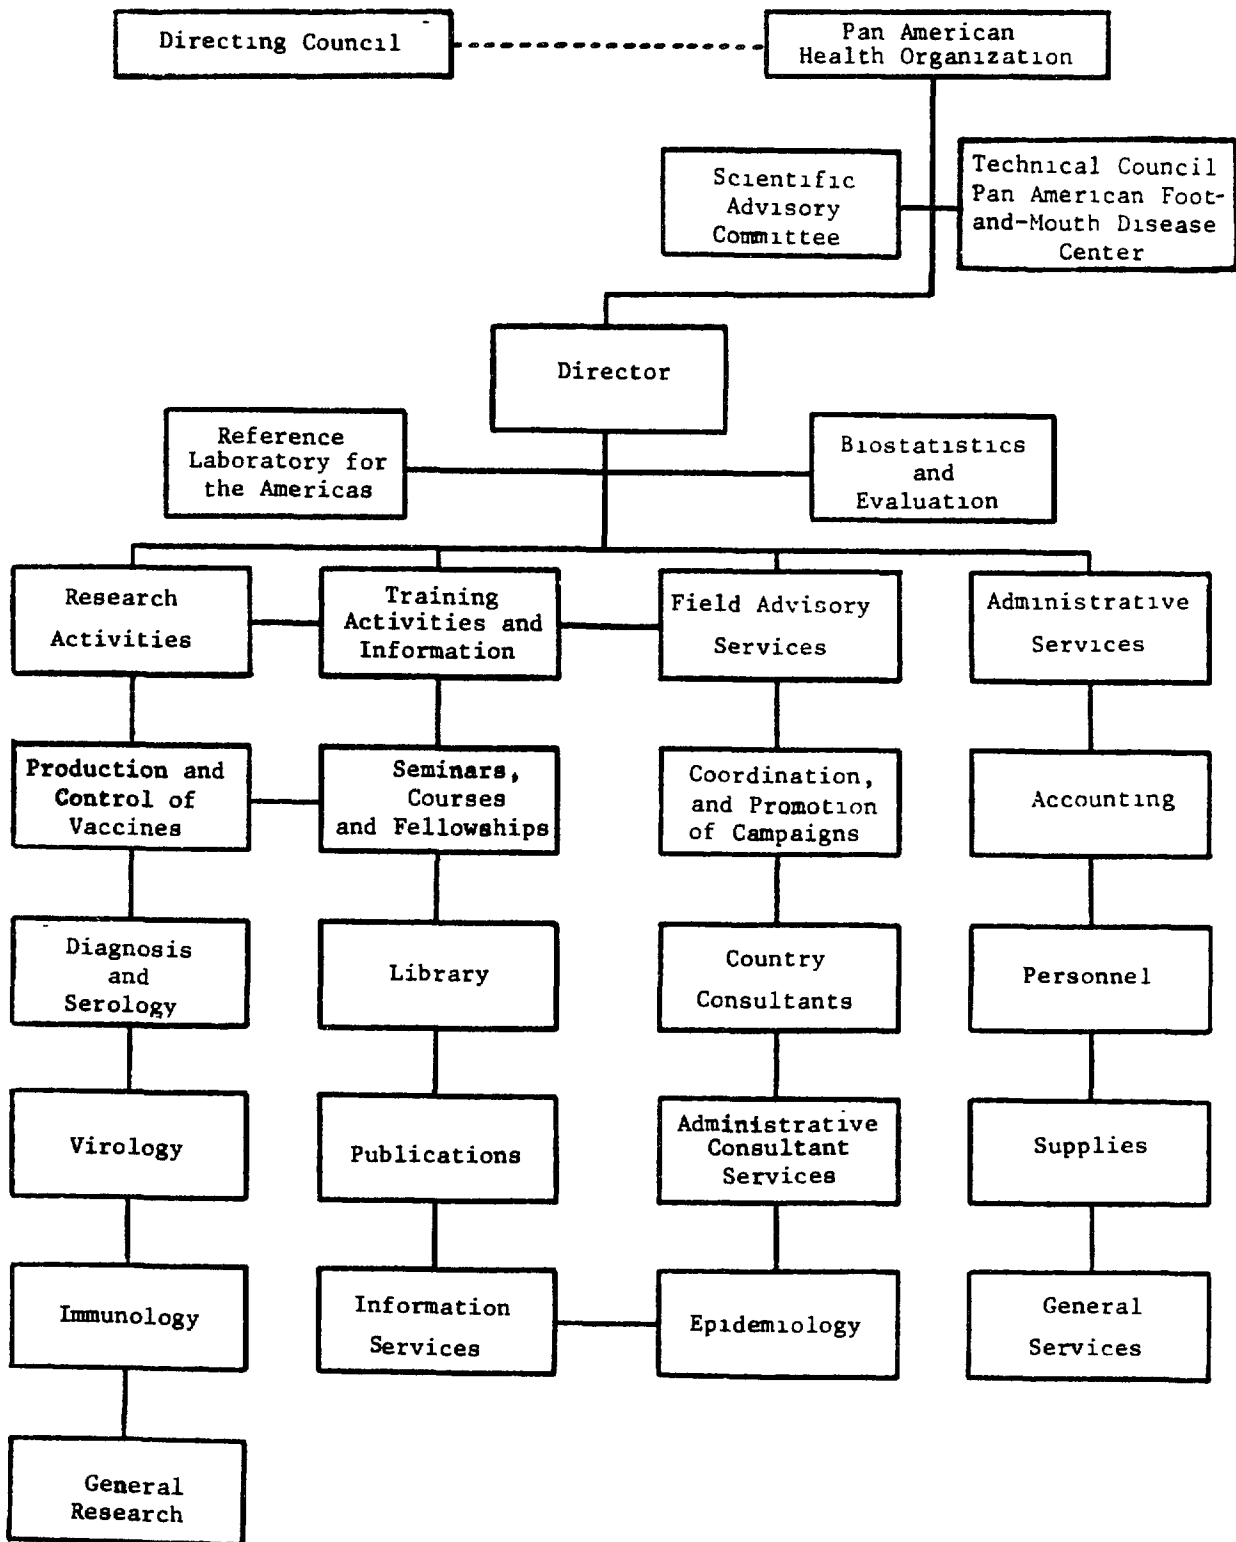 Directing Council
Pan American
Health Organization
Scientific
Advisory
Committee
Technical Council
Pan American Foot-
and-Mouth Disease
Center
Director
Reference
Laboratory for
the Americas
Biostatistics
and
Evaluation
Research
Activities
Training
Activities and
Information
Field Advisory
Services
Administrative
Services
Production and
Control of
Vaccines
Seminars,
Courses
and Fellowships
Coordination,
and Promotion
of Campaigns
Accounting
Diagnosis
and
Serology
Library
Country
Consultants
Personnel
Virology
Publications
Administrative
Consultant
Services
Supplies
Immunology
Information
Services
Epidemiology
General
Services
General
Research